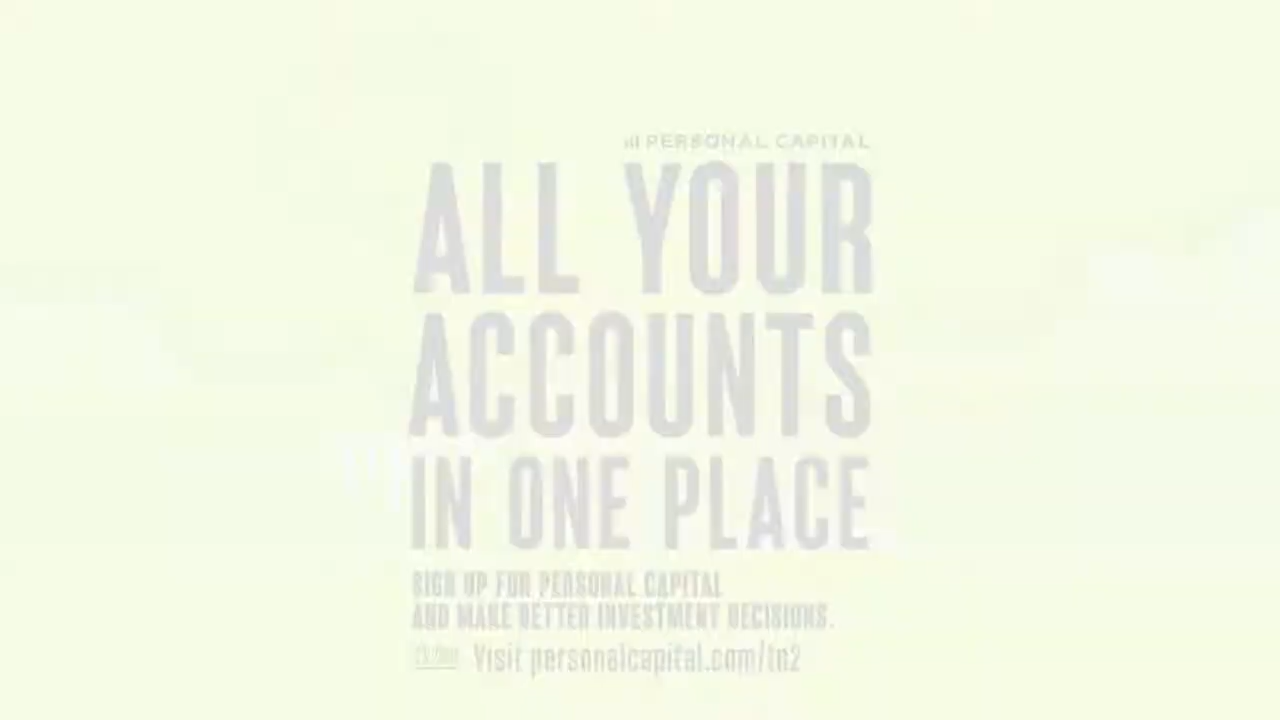 PERSONAL CAPITAL
ALL YOUR
ACCOUNTS
IN ONE PLACE
SIGN UP FOR PERSONAL CAPITAL
AND MAKE BETTER INVESTMENT DECISIONS.
Visit personalcapital.com/tn2